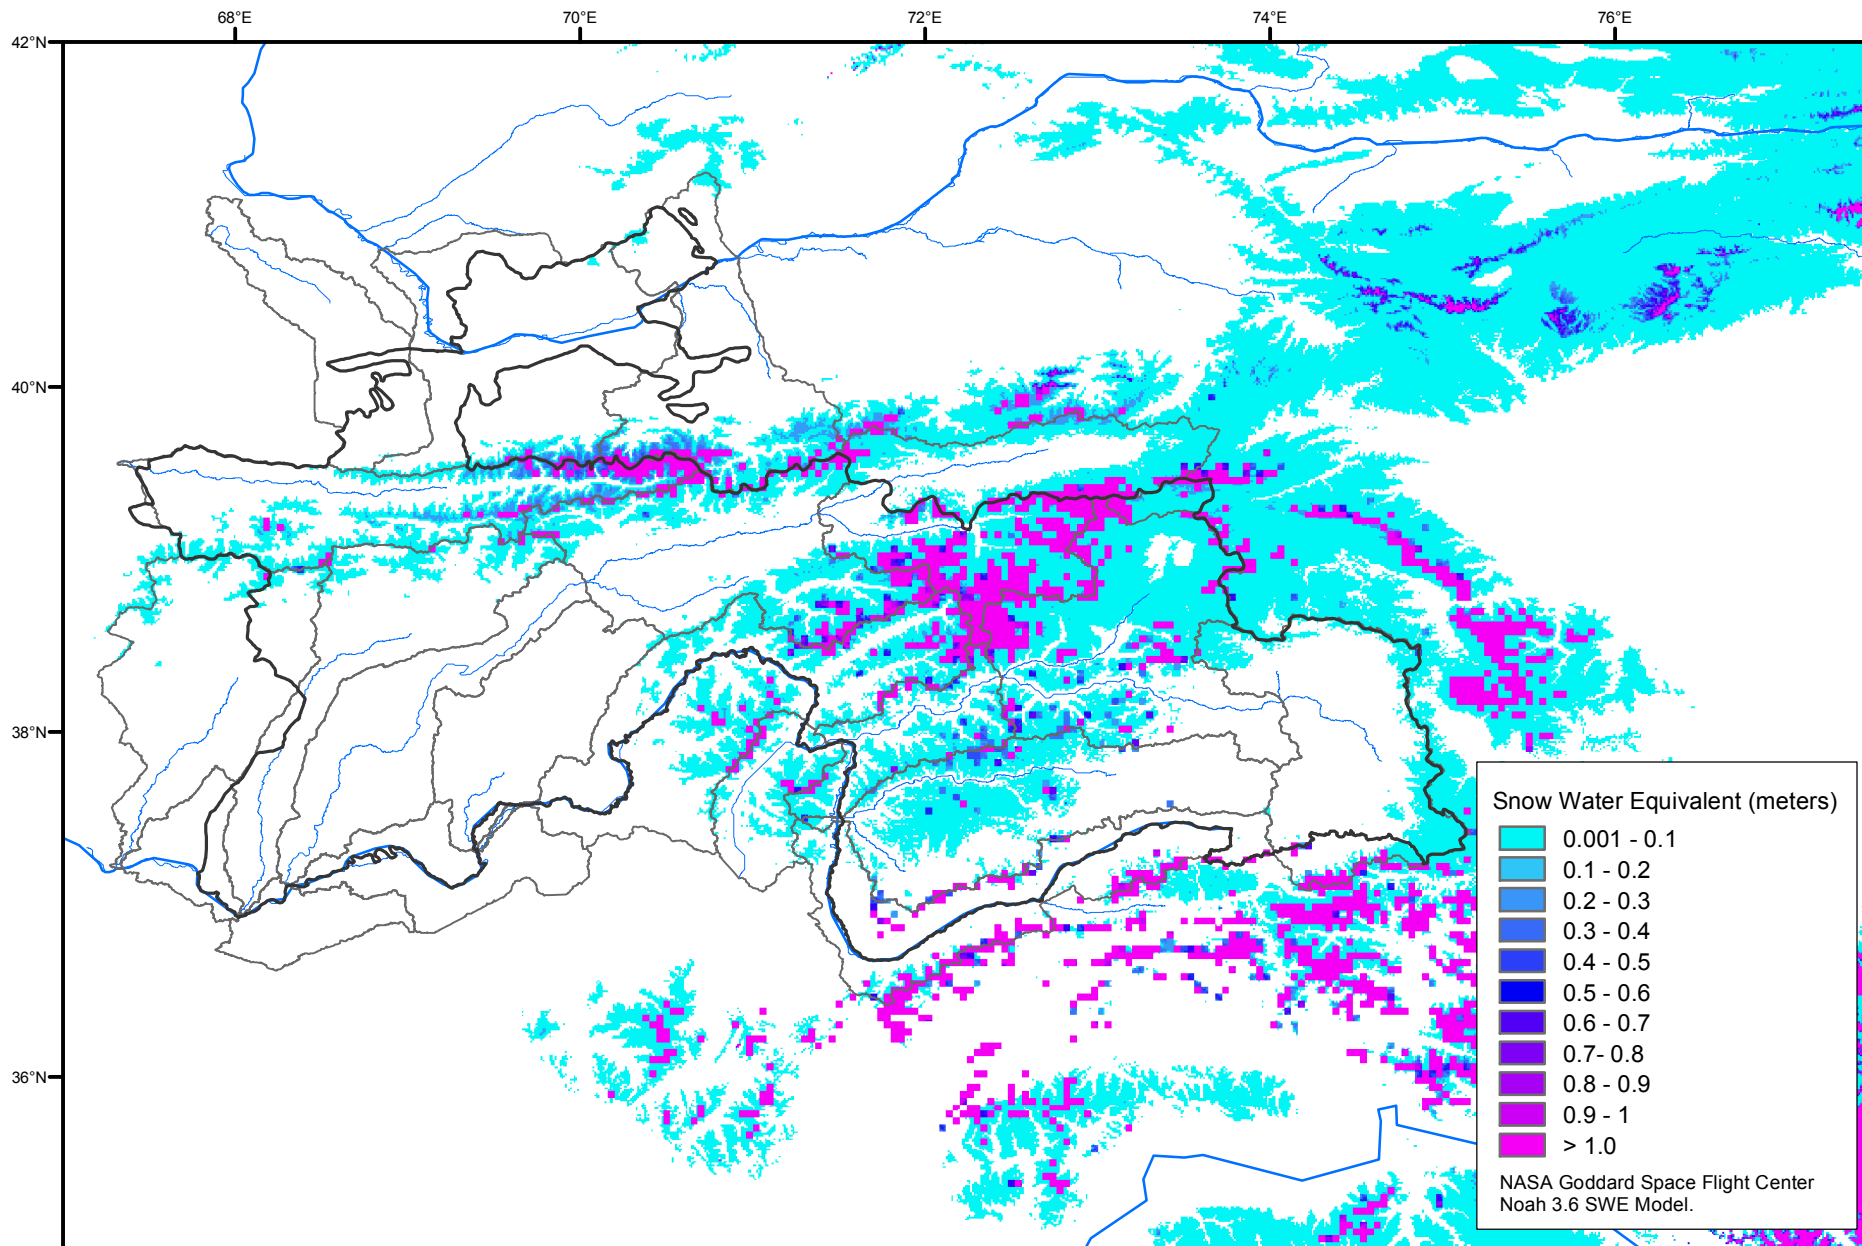 68°E 70°E 72°E 74°E 76°E
42°N
40°N
38°N
36°N
Snow Water Equivalent (meters)
0.001 - 0.1
0.1 - 0.2
0.2 - 0.3
0.3 - 0.4
0.4 - 0.5
0.5 - 0.6
0.6 - 0.7
0.7- 0.8
0.8 - 0.9
0.9 - 1
> 1.0
NASA Goddard Space Flight Center
Noah 3.6 SWE Model.